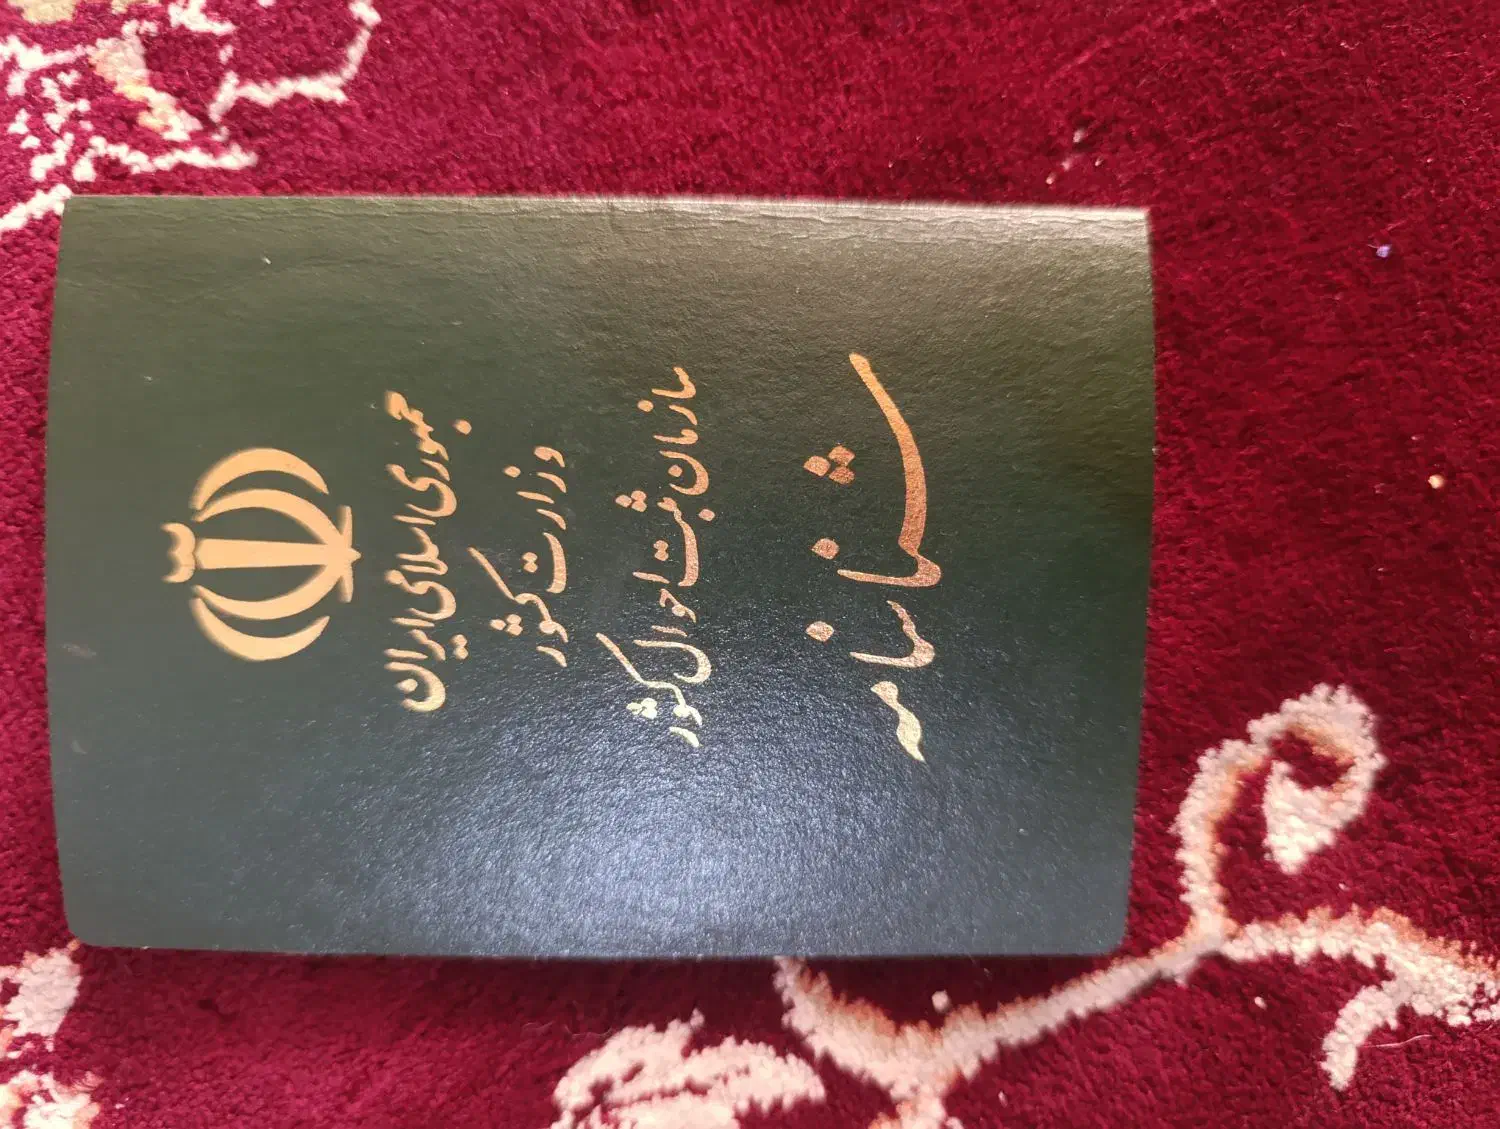 جمهوری اسلامی ایران
وزارت کشور
سازمان ثبت احوال کشور
شناسنامه